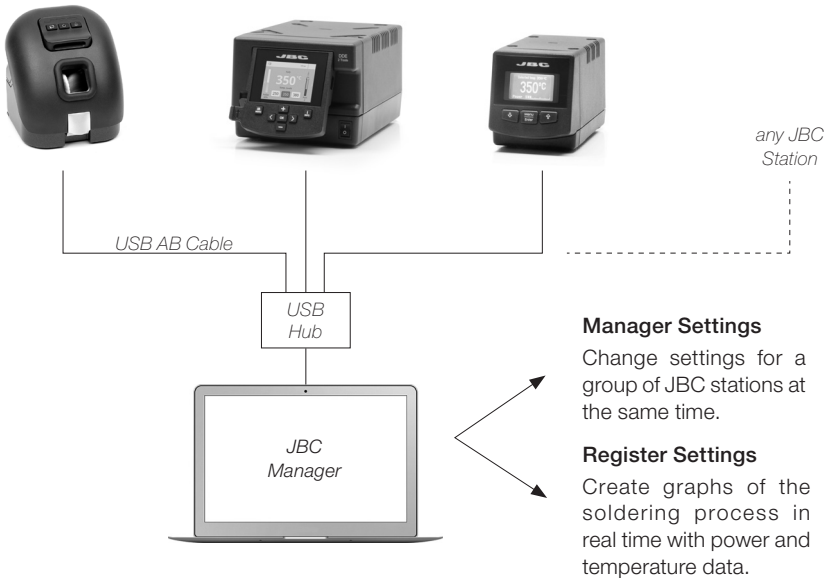 JBC
350°
JBC
350°C
any JBC
Station
USB AB Cable
USB
Hub
JBC
Manager
Manager Settings
Change settings for a
group of JBC stations at
the same time.
Register Settings
Create graphs of the
soldering process in
real time with power and
temperature data.